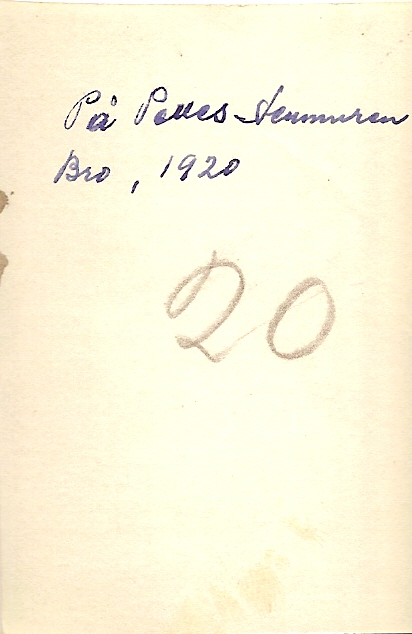 På Pelles Stenmuren
Bro, 1920
20